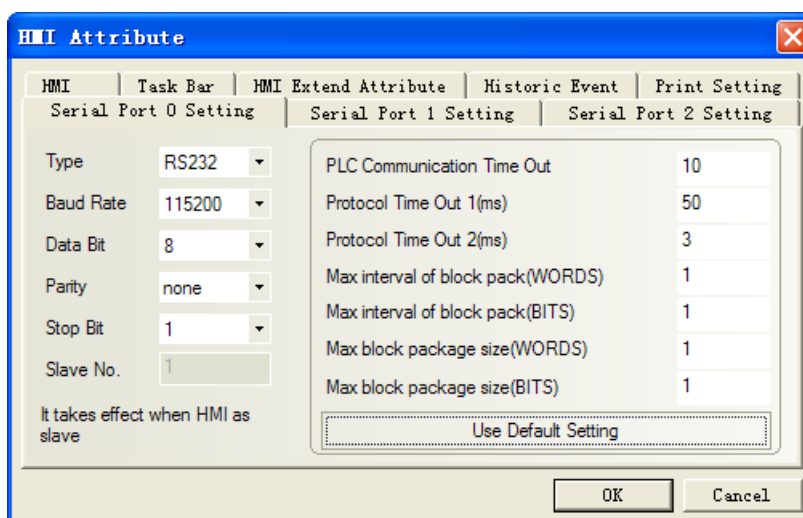 HMI Attribute
HMI Task Bar HMI Extend Attribute Historic Event Print Setting
Serial Port 0 Setting Serial Port 1 Setting Serial Port 2 Setting
Type RS232
Baud Rate 115200
Data Bit 8
Parity none
Stop Bit 1
Slave No. 1
It takes effect when HMI as
slave
PLC Communication Time Out 10
Protocol Time Out 1(ms) 50
Protocol Time Out 2(ms) 3
Max interval of block pack(WORDS) 1
Max interval of block pack(BITS) 1
Max block package size(WORDS) 1
Max block package size(BITS) 1
Use Default Setting
OK Cancel